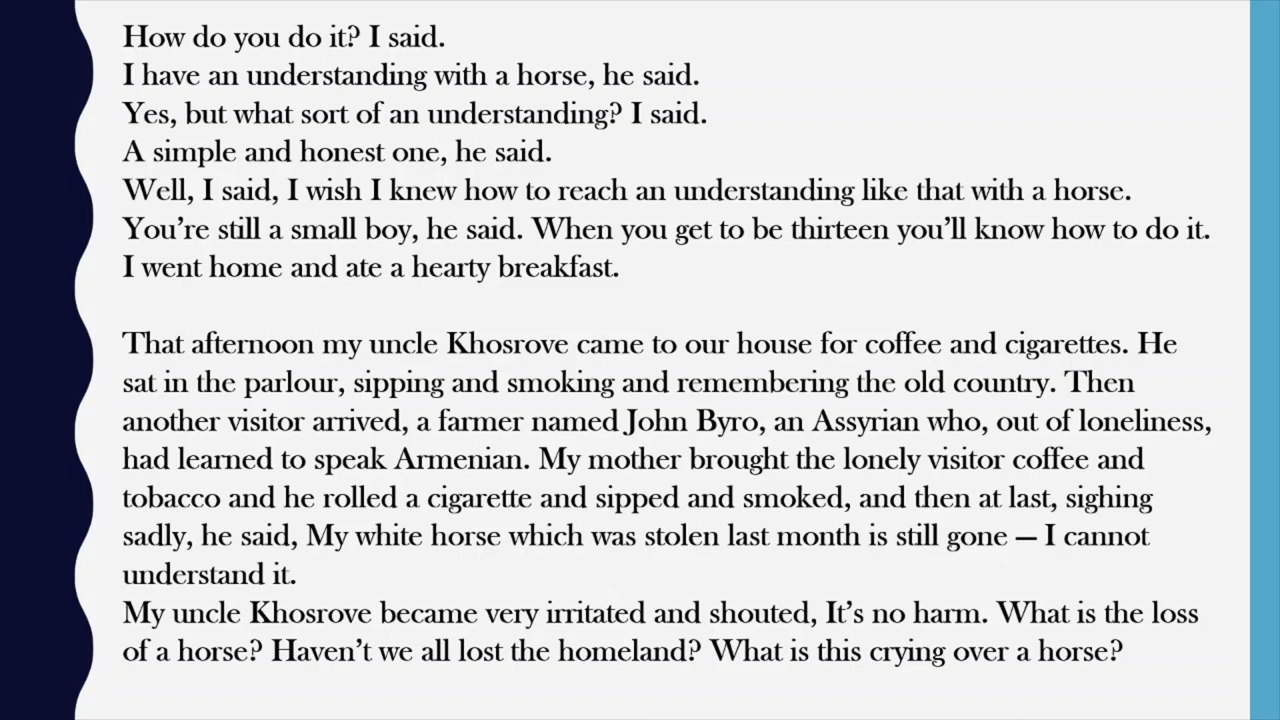 How do you do it? I said.
I have an understanding with a horse, he said.
Yes, but what sort of an understanding? I said.
A simple and honest one, he said.
Well, I said, I wish I knew how to reach an understanding like that with a horse.
You’re still a small boy, he said. When you get to be thirteen you’ll know how to do it.
I went home and ate a hearty breakfast.
That afternoon my uncle Khosrove came to our house for coffee and cigarettes. He
sat in the parlour, sipping and smoking and remembering the old country. Then
another visitor arrived, a farmer named John Byro, an Assyrian who, out of loneliness,
had learned to speak Armenian. My mother brought the lonely visitor coffee and
tobacco and he rolled a cigarette and sipped and smoked, and then at last, sighing
sadly, he said, My white horse which was stolen last month is still gone — I cannot
understand it.
My uncle Khosrove became very irritated and shouted, It’s no harm. What is the loss
of a horse? Haven’t we all lost the homeland? What is this crying over a horse?